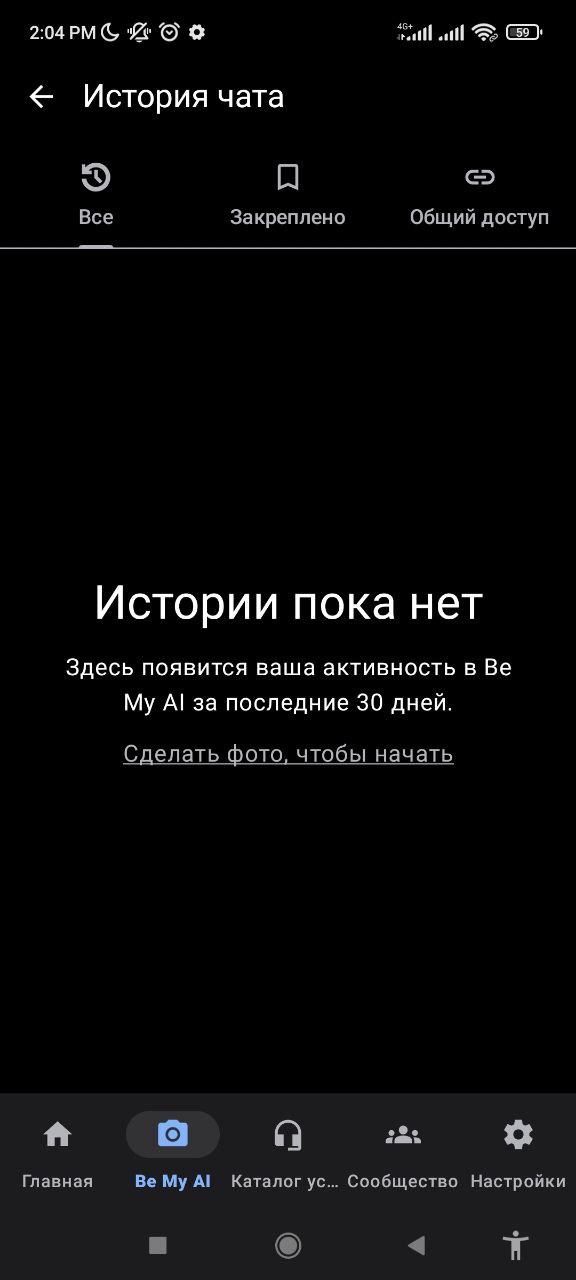 2:04 PM
4G+
59
История чата
Все
Закреплено
Общий доступ
Истории пока нет
Здесь появится ваша активность в Be
My AI за последние 30 дней.
Сделать фото, чтобы начать
Главная
Be My AI
Каталог ус...
Сообщество
Настройки